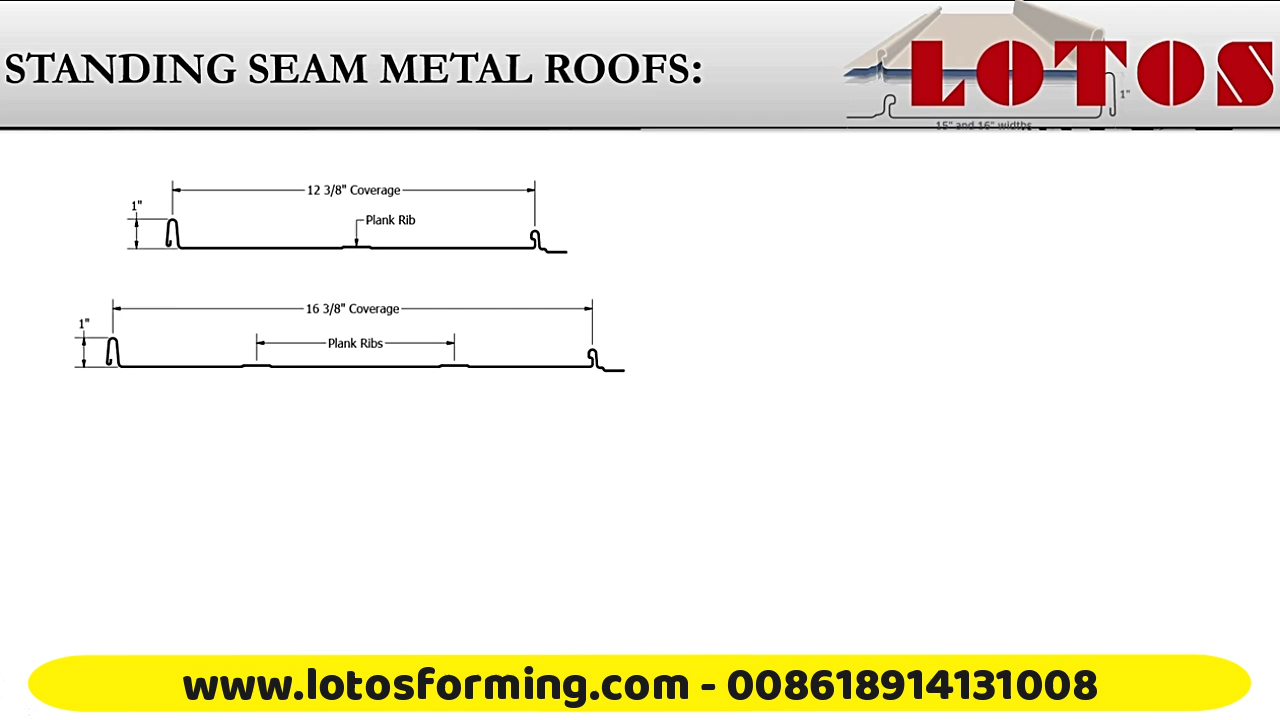 STANDING SEAM METAL ROOFS:
LOTOS
1"
15" and 16" widths
12 3/8" Coverage
1"
Plank Rib
16 3/8" Coverage
1"
Plank Ribs
www.lotosforming.com - 008618914131008